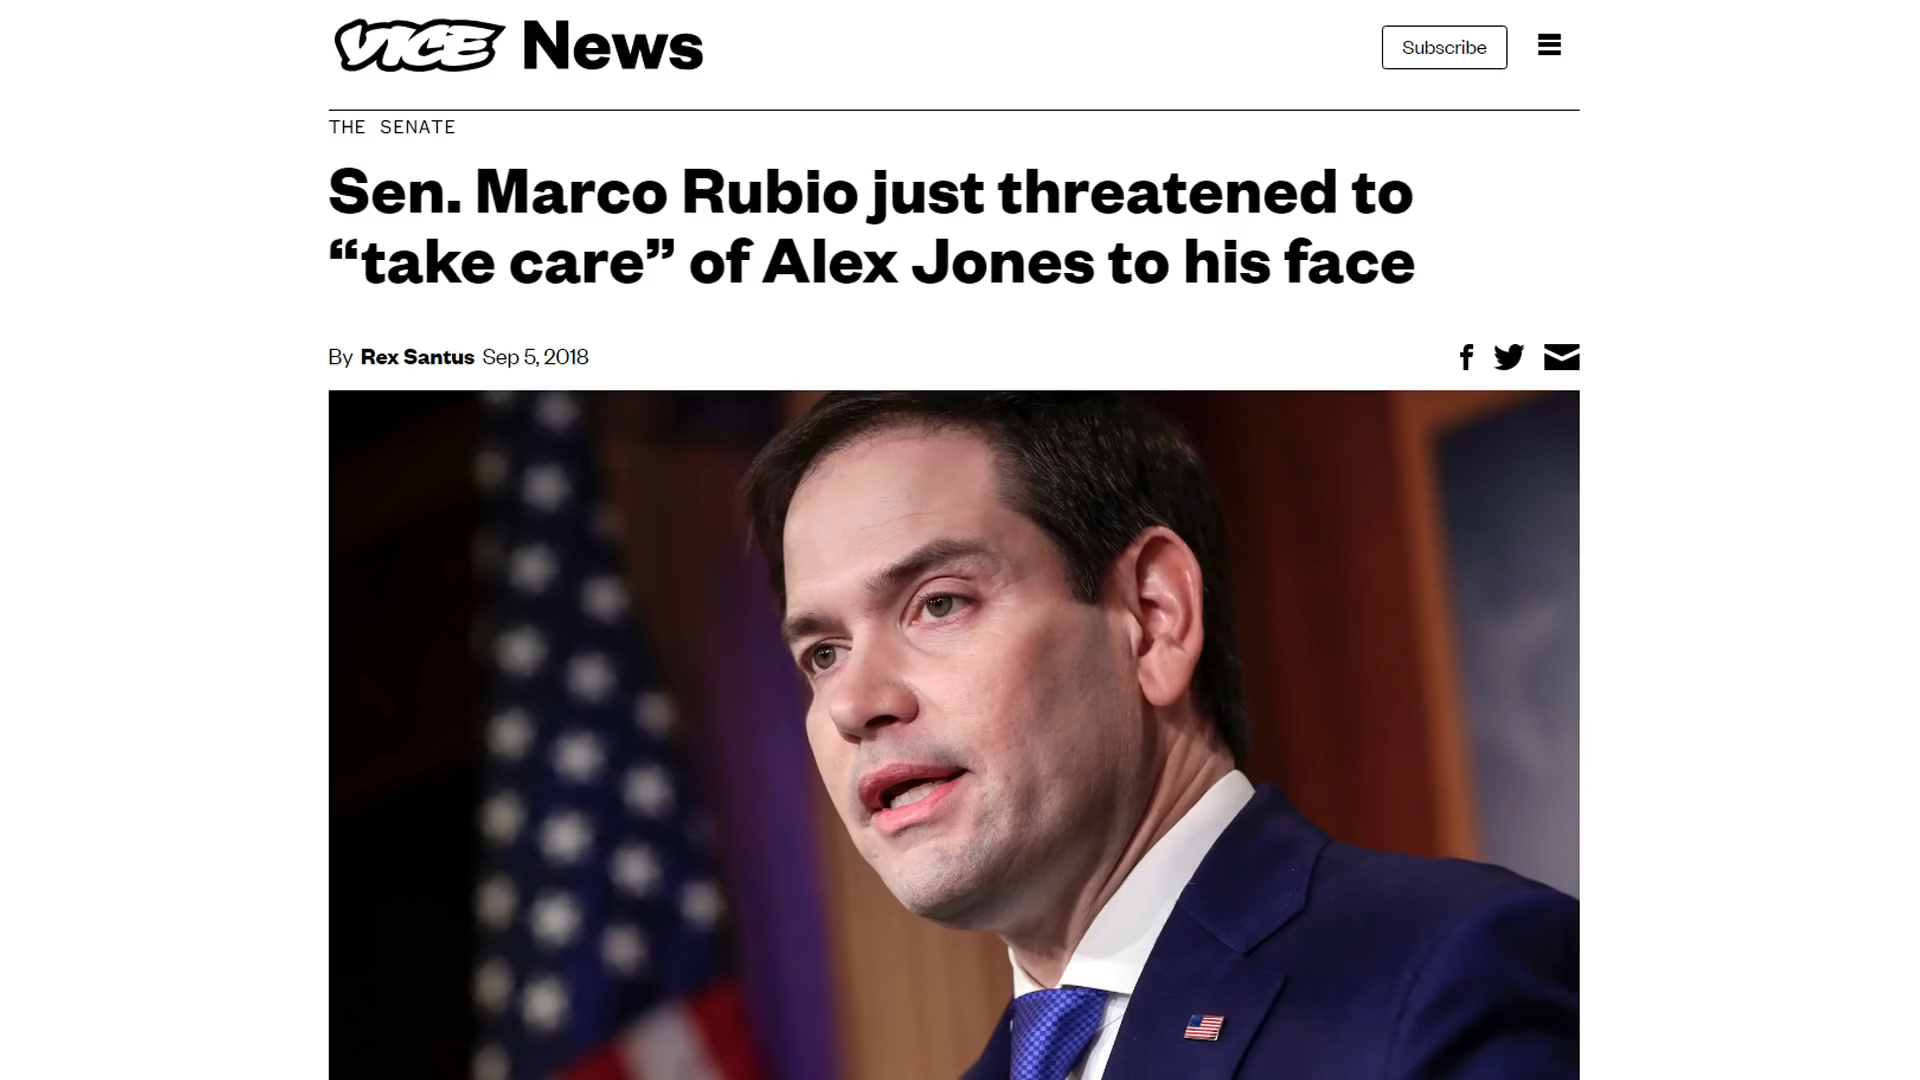 VICE News
Subscribe
THE SENATE
Sen. Marco Rubio just threatened to
“take care” of Alex Jones to his face
By Rex Santus Sep 5, 2018